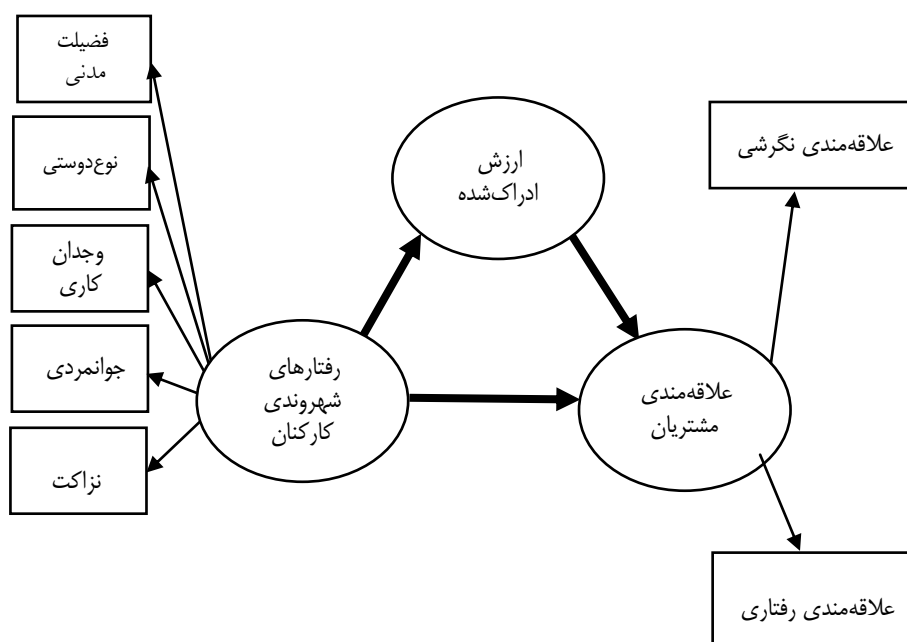 فضیلت
مدنی
نوع‌دوستی
وجدان
کاری
جوانمردی
نزاکت
رفتارهای
شهروندی
کارکنان
ارزش
ادراک‌شده
علاقه‌مندی
مشتریان
علاقه‌مندی نگرشی
علاقه‌مندی رفتاری